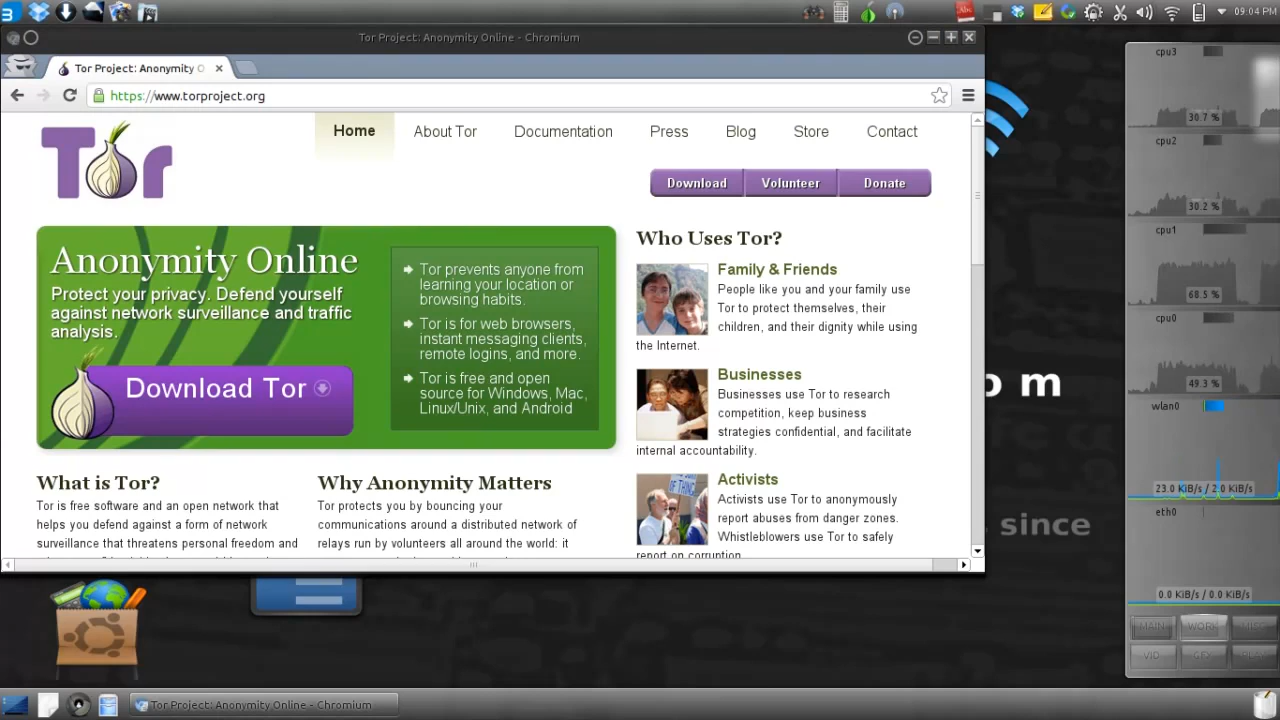 09:04 PM
Tor Project: Anonymity Online - Chromium
Tor Project: Anonymity O
https://www.torproject.org
Tor
Home
About Tor
Documentation
Press
Blog
Store
Contact
Download
Volunteer
Donate
Anonymity Online
Protect your privacy. Defend yourself
against network surveillance and traffic
analysis.
Download Tor
Tor prevents anyone from
learning your location or
browsing habits.
Tor is for web browsers,
instant messaging clients,
remote logins, and more.
Tor is free and open
source for Windows, Mac,
Linux/Unix, and Android
What is Tor?
Tor is free software and an open network that
helps you defend against a form of network
surveillance that threatens personal freedom and
Why Anonymity Matters
Tor protects you by bouncing your
communications around a distributed network of
relays run by volunteers all around the world: it
Who Uses Tor?
Family & Friends
People like you and your family use
Tor to protect themselves, their
children, and their dignity while using
the Internet.
Businesses
Businesses use Tor to research
competition, keep business
strategies confidential, and facilitate
internal accountability.
Activists
Activists use Tor to anonymously
report abuses from danger zones.
Whistleblowers use Tor to safely
report on corruption.
om
since
cpu3
30.7 %
cpu2
30.2 %
cpu1
68.5 %
cpu0
49.3 %
wlan0
23.0 KiB/s / 2.0 KiB/s
eth0
0.0 KiB/s / 0.0 KiB/s
MAIN
WORK
VID
Tor Project: Anonymity Online - Chromium